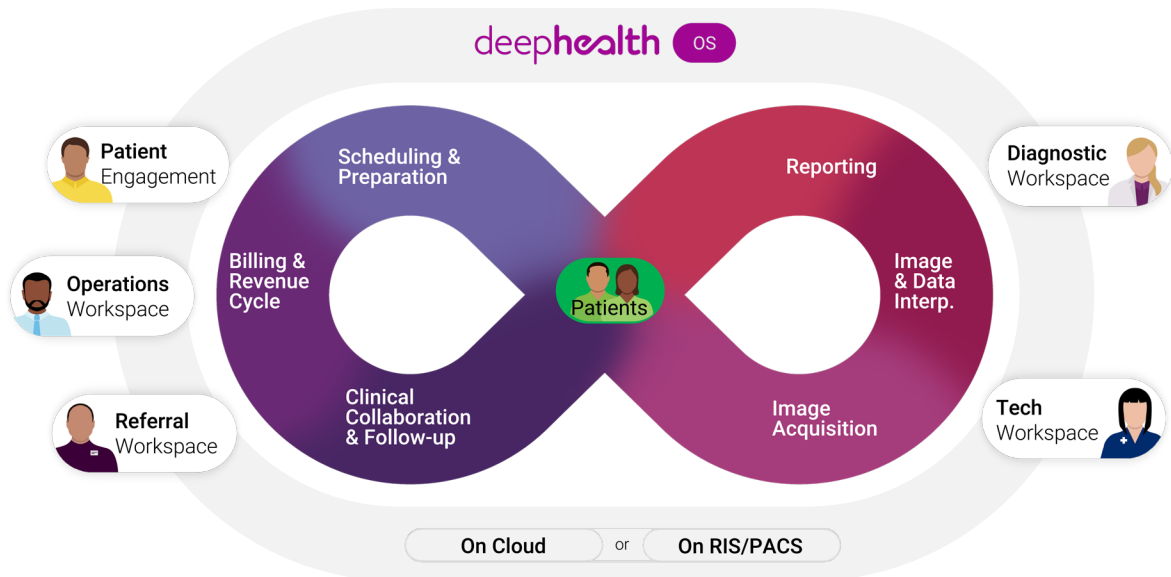 deephealth OS
Patient
Engagement
Operations
Workspace
Referral
Workspace
Scheduling &
Preparation
Billing &
Revenue
Cycle
Clinical
Collaboration
& Follow-up
Patients
Reporting
Image
& Data
Interp.
Image
Acquisition
Diagnostic
Workspace
Tech
Workspace
On Cloud or On RIS/PACS